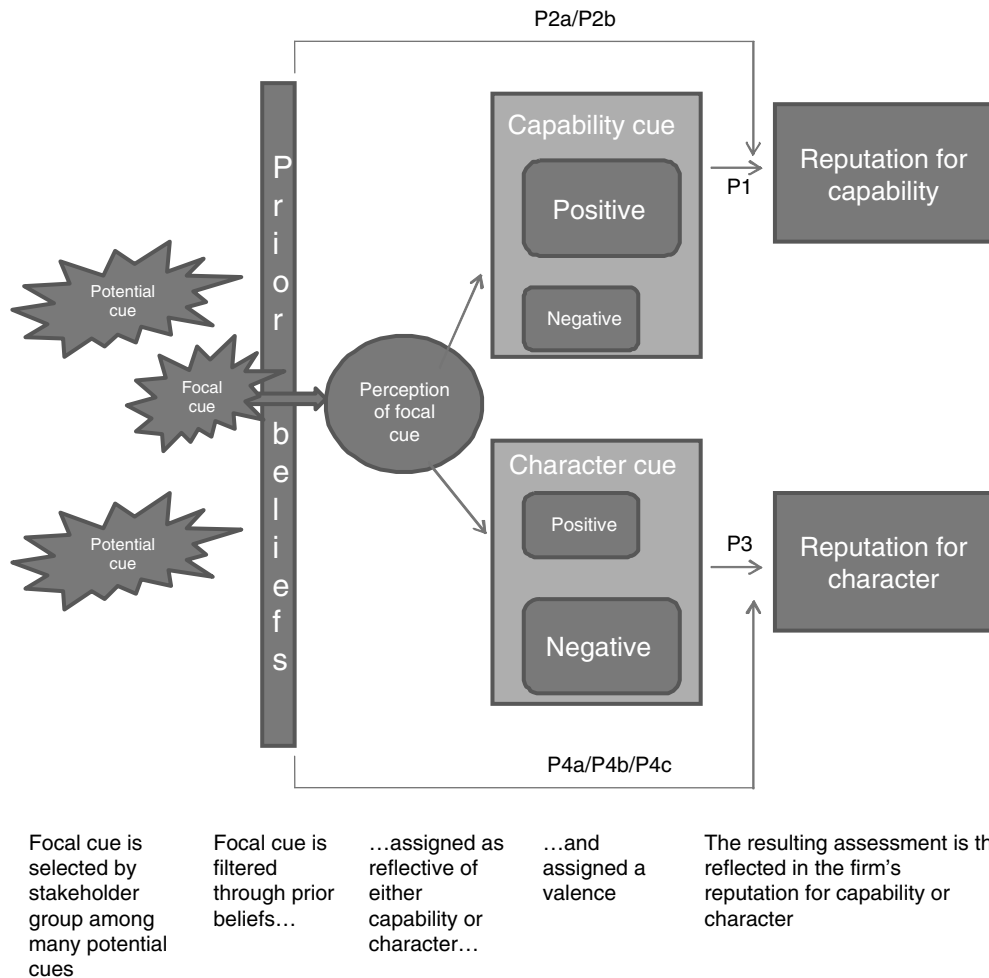 P2a/P2b
Prior beliefs
Capability cue
Positive
Negative
P1
Reputation for
capability
Potential
cue
Focal
cue
Perception
of focal
cue
Potential
cue
Character cue
Positive
Negative
P3
Reputation for
character
P4a/P4b/P4c
Focal cue is
selected by
stakeholder
group among
many potential
cues
Focal cue is
filtered
through prior
beliefs…
…assigned as
reflective of
either
capability or
character…
…and
assigned a
valence
The resulting assessment is th
reflected in the firm’s
reputation for capability or
character